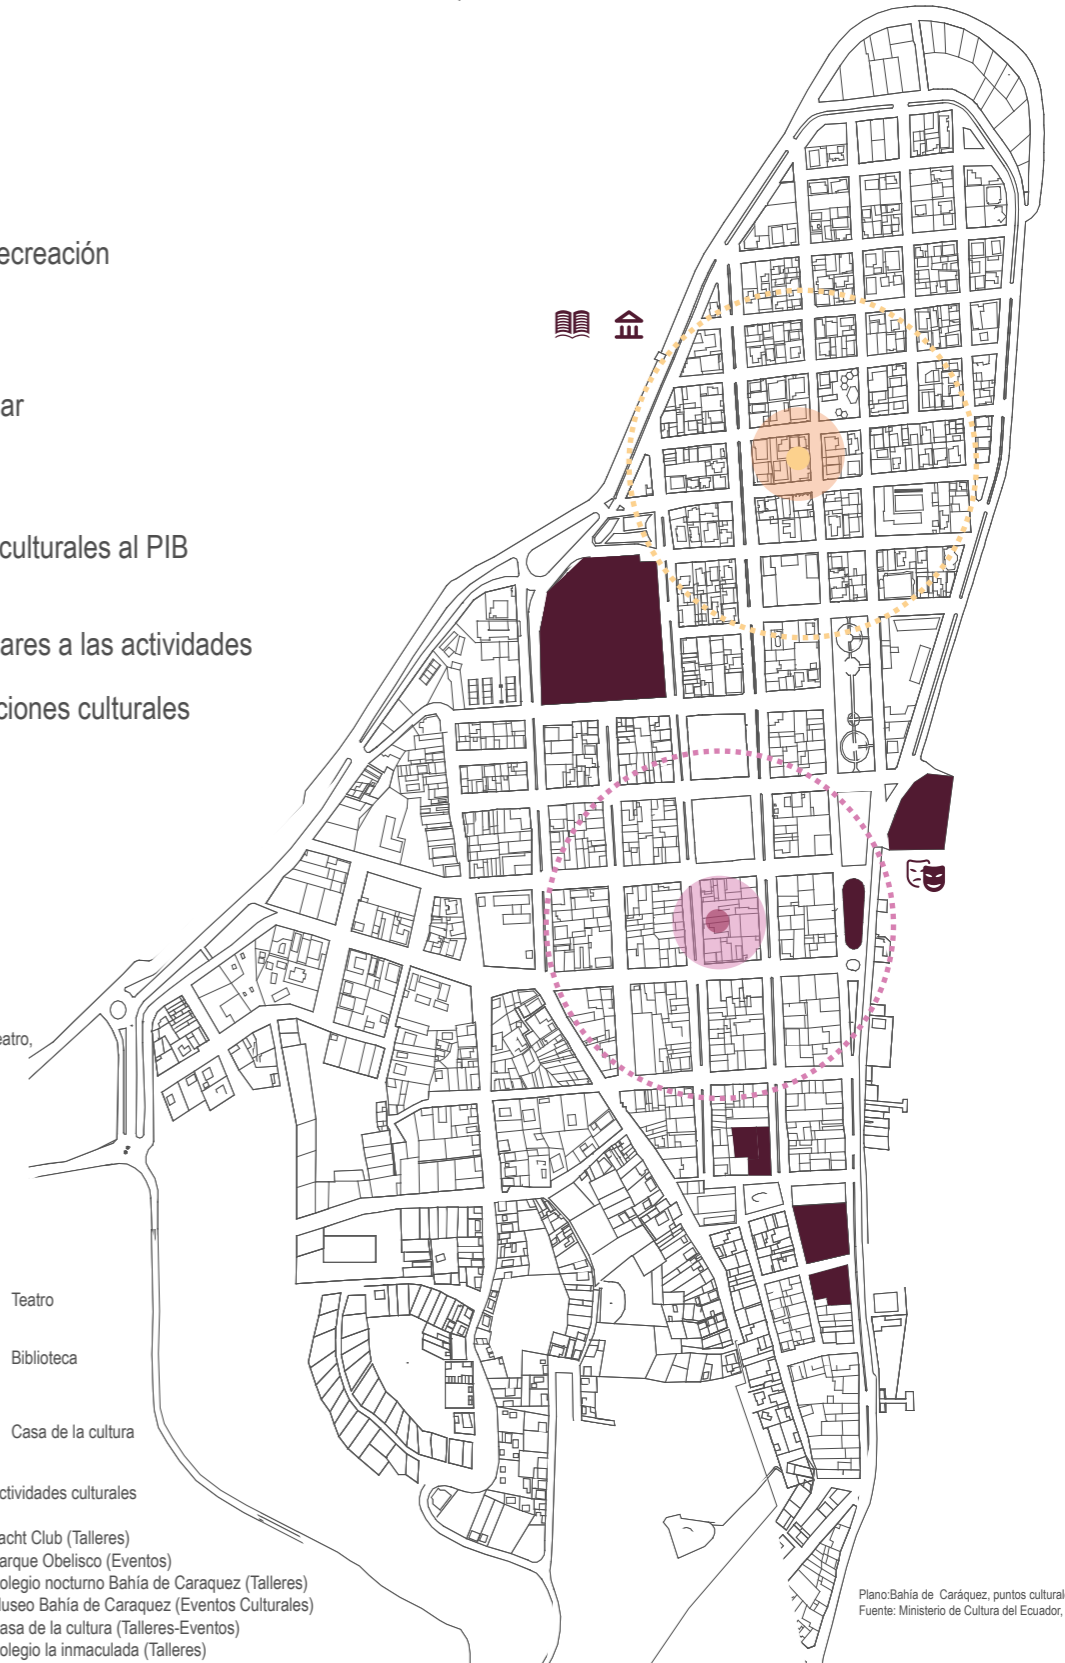 ecreación
ar
culturales al PIB
ares a las actividades
ciones culturales
eatro,
Teatro
Biblioteca
Casa de la cultura
ctividades culturales
acht Club (Talleres)
arque Obelisco (Eventos)
olegio nocturno Bahía de Caraquez (Talleres)
useo Bahía de Caraquez (Eventos Culturales)
asa de la cultura (Talleres-Eventos)
olegio la inmaculada (Talleres)
Plano:Bahía de Caráquez, puntos cultural
Fuente: Ministerio de Cultura del Ecuador,